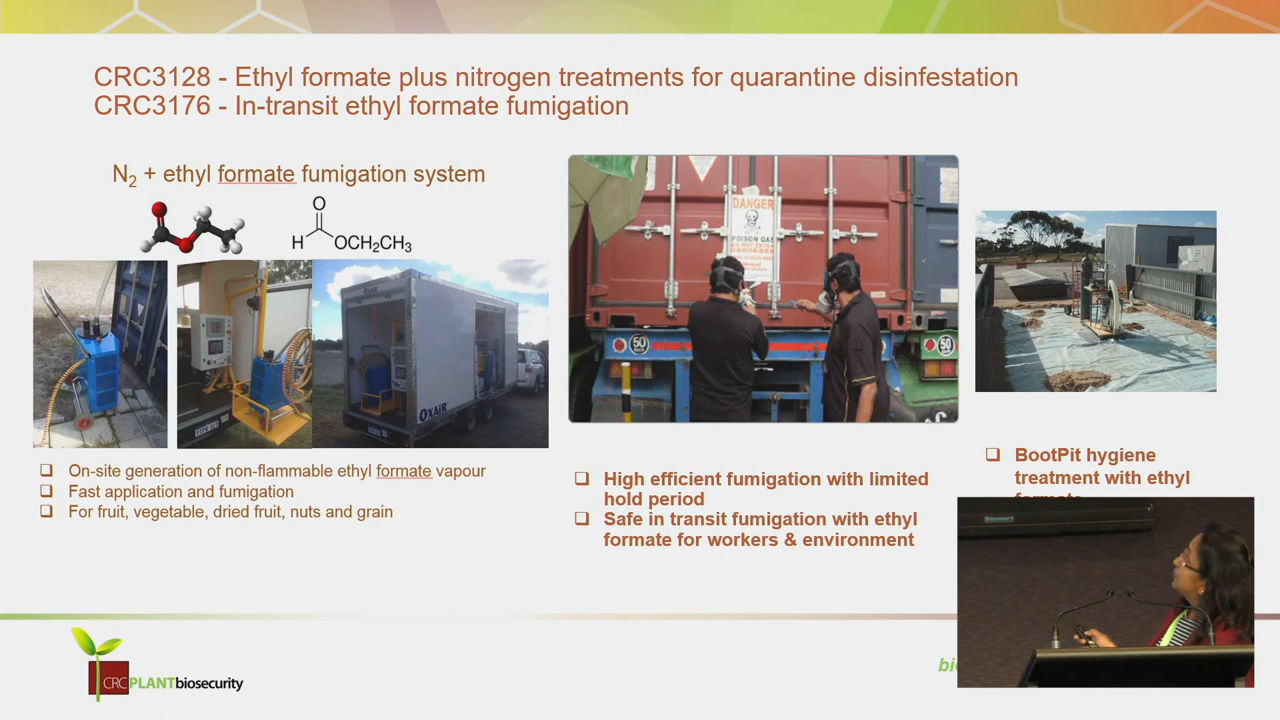 CRC3128 - Ethyl formate plus nitrogen treatments for quarantine disinfestation
CRC3176 - In-transit ethyl formate fumigation
N2 + ethyl formate fumigation system
O
H
OCH2CH3
OXAIR
On-site generation of non-flammable ethyl formate vapour
Fast application and fumigation
For fruit, vegetable, dried fruit, nuts and grain
DANGER
POISON GAS
50
50
High efficient fumigation with limited
hold period
Safe in transit fumigation with ethyl
formate for workers & environment
BootPit hygiene
treatment with ethyl
Stewart
CRCPLANTbiosecurity